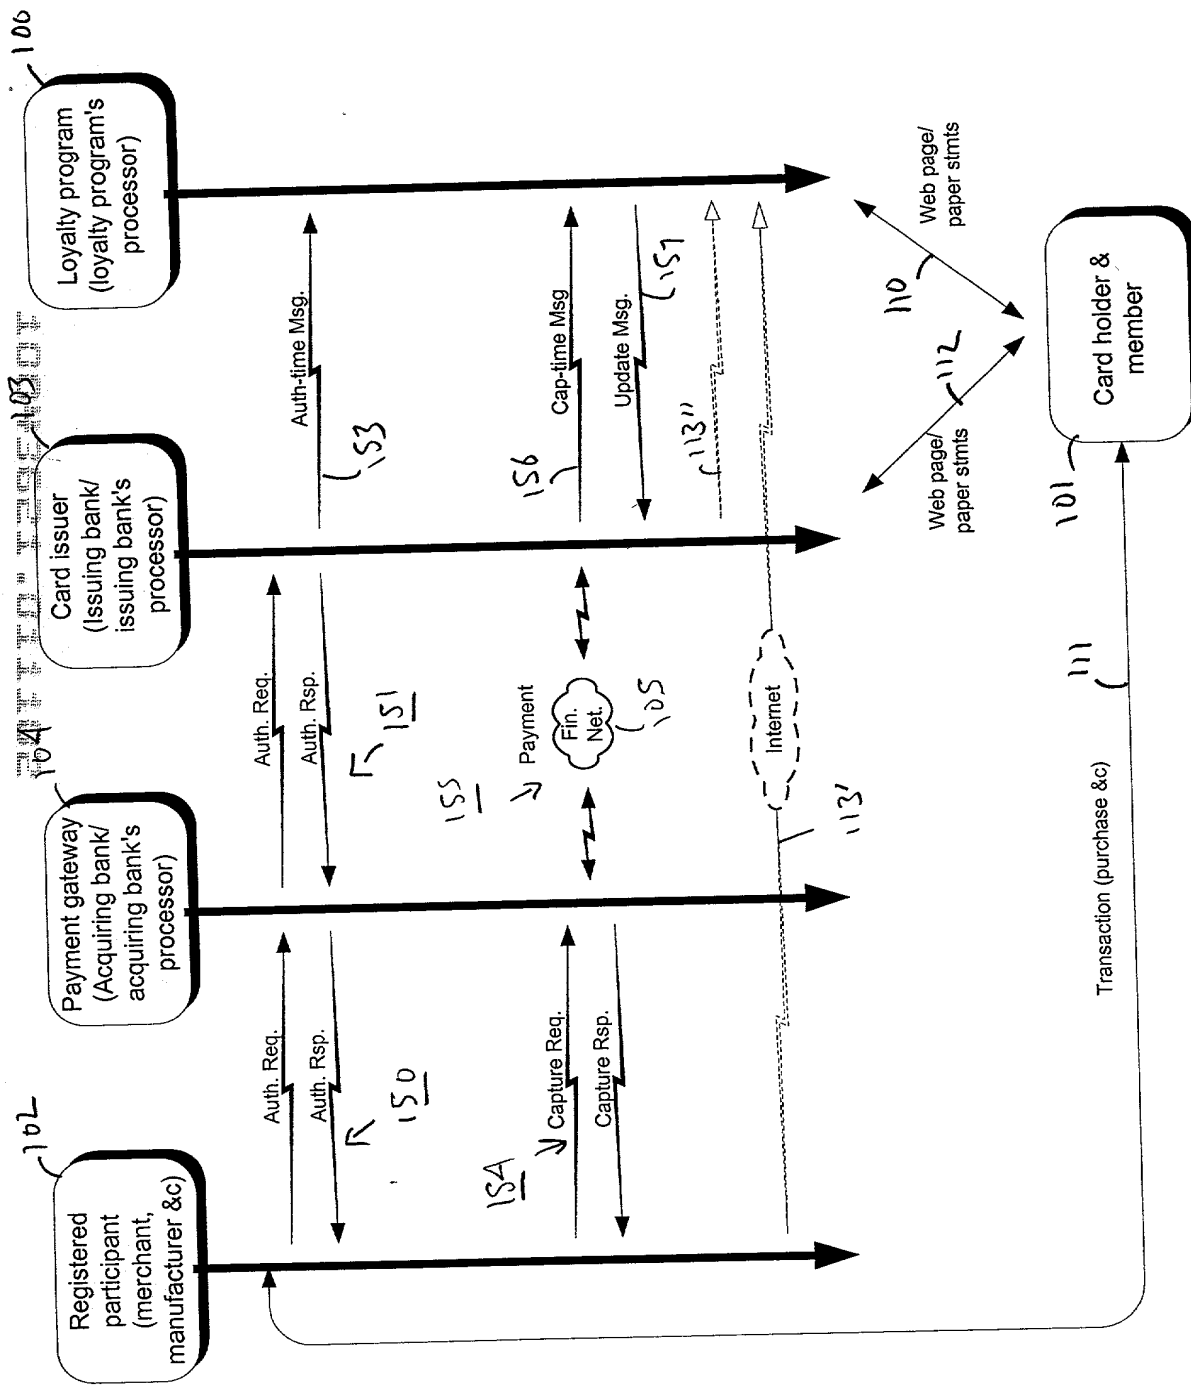 102
Registered
participant
(merchant,
manufacturer &c)
104
Payment gateway
(Acquiring bank/
acquiring bank's
processor)
103
Card issuer
(Issuing bank/
issuing bank's
processor)
100
Loyalty program
(loyalty program's
processor)
Auth. Req.
Auth. Rsp.
150
Auth. Req.
Auth. Rsp.
151
Auth-time Msg.
153
154
Capture Req.
Capture Rsp.
155
Payment
Fin.
Net.
105
156
Cap-time Msg
Update Msg.
157
113"
Internet
113'
Web page/
paper stmts
112
110
Web page/
paper stmts
101
Card holder &
member
111
Transaction (purchase &c)